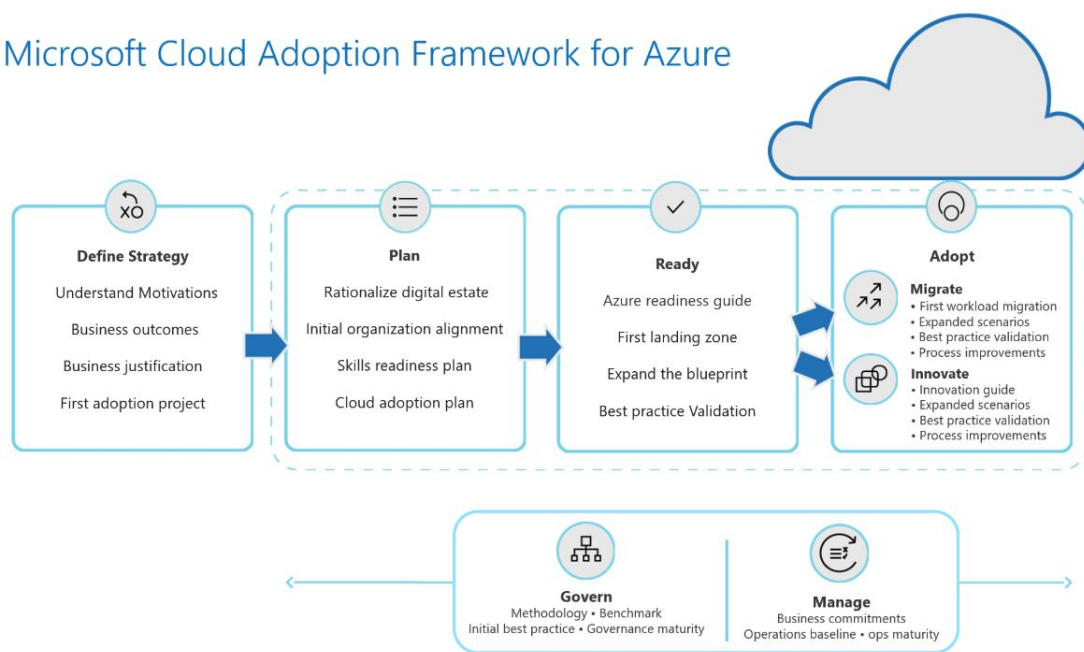 Microsoft Cloud Adoption Framework for Azure
Define Strategy
Understand Motivations
Business outcomes
Business justification
First adoption project
Plan
Rationalize digital estate
Initial organization alignment
Skills readiness plan
Cloud adoption plan
Ready
Azure readiness guide
First landing zone
Expand the blueprint
Best practice Validation
Adopt
Migrate
• First workload migration
• Expanded scenarios
• Best practice validation
• Process improvements
Innovate
• Innovation guide
• Expanded scenarios
• Best practice validation
• Process improvements
Govern
Methodology • Benchmark
Initial best practice • Governance maturity
Manage
Business commitments
Operations baseline • ops maturity